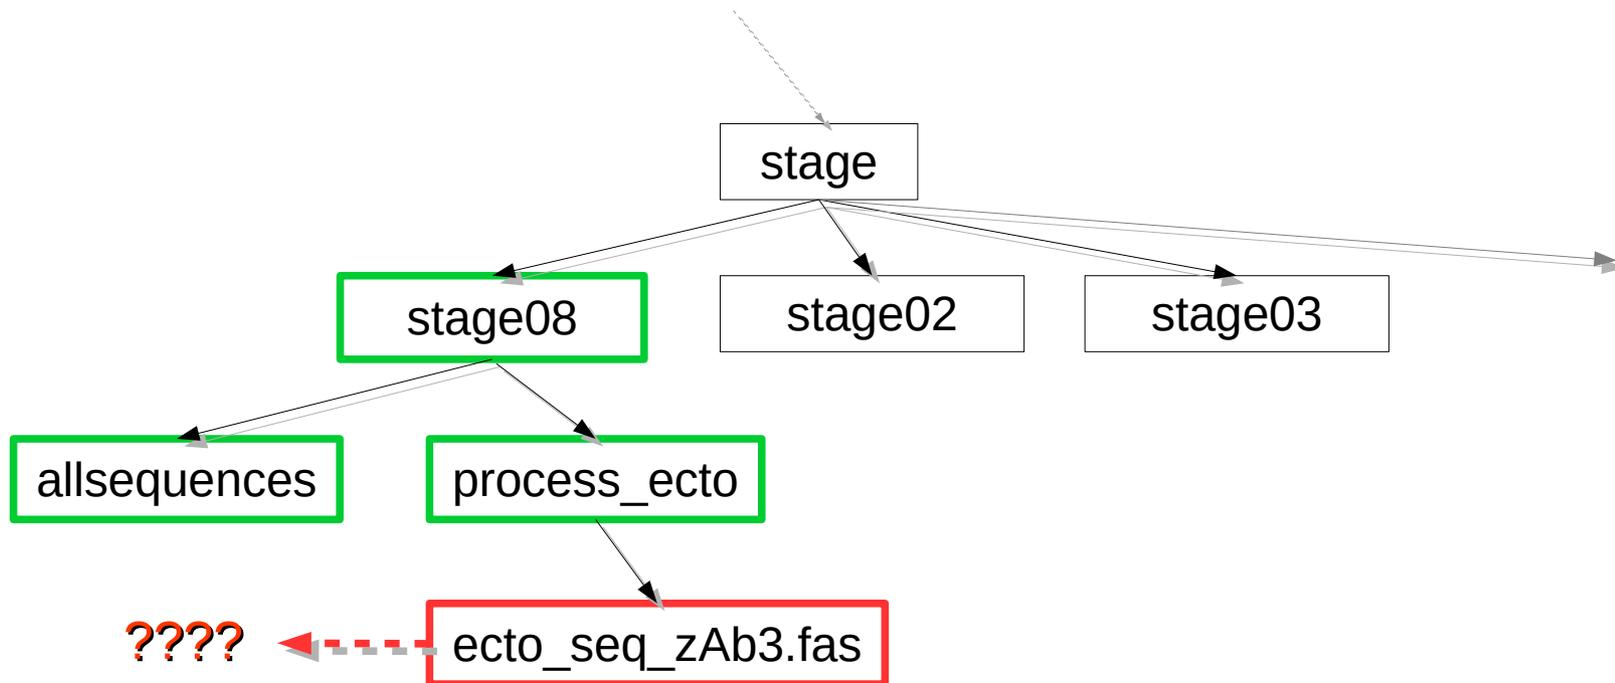 stage
stage08
stage02
stage03
allsequences
process_ecto
????
ecto_seq_zAb3.fas